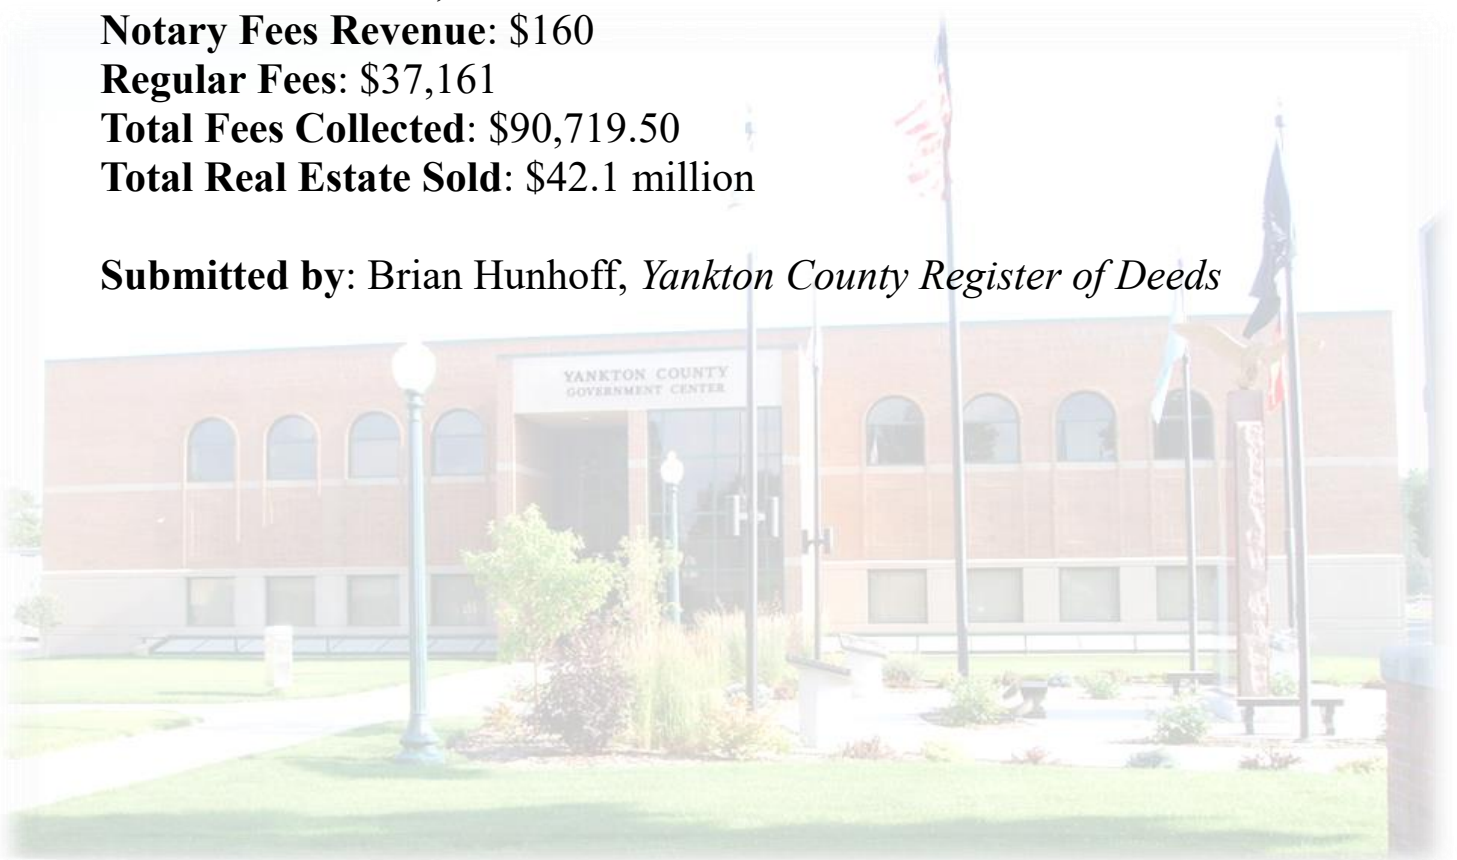 Notary Fees Revenue: $160
Regular Fees: $37,161
Total Fees Collected: $90,719.50
Total Real Estate Sold: $42.1 million
Submitted by: Brian Hunhoff, Yankton County Register of Deeds
YANKTON COUNTY
GOVERNMENT CENTER